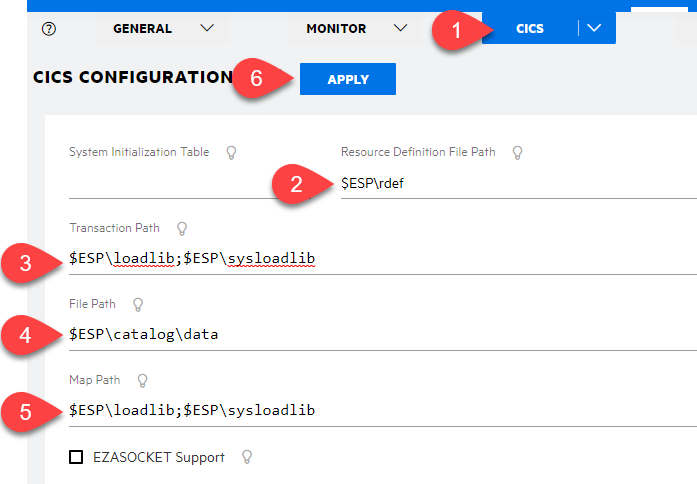 ? GENERAL MONITOR 1 CICS
CICS CONFIGURATION 6 APPLY
System Initialization Table Resource Definition File Path
2 $ESP\rdef
Transaction Path
3 $ESP\loadlib;$ESP\sysloadlib
File Path
4 $ESP\catalog\data
Map Path
5 $ESP\loadlib;$ESP\sysloadlib
EZASOCKET Support